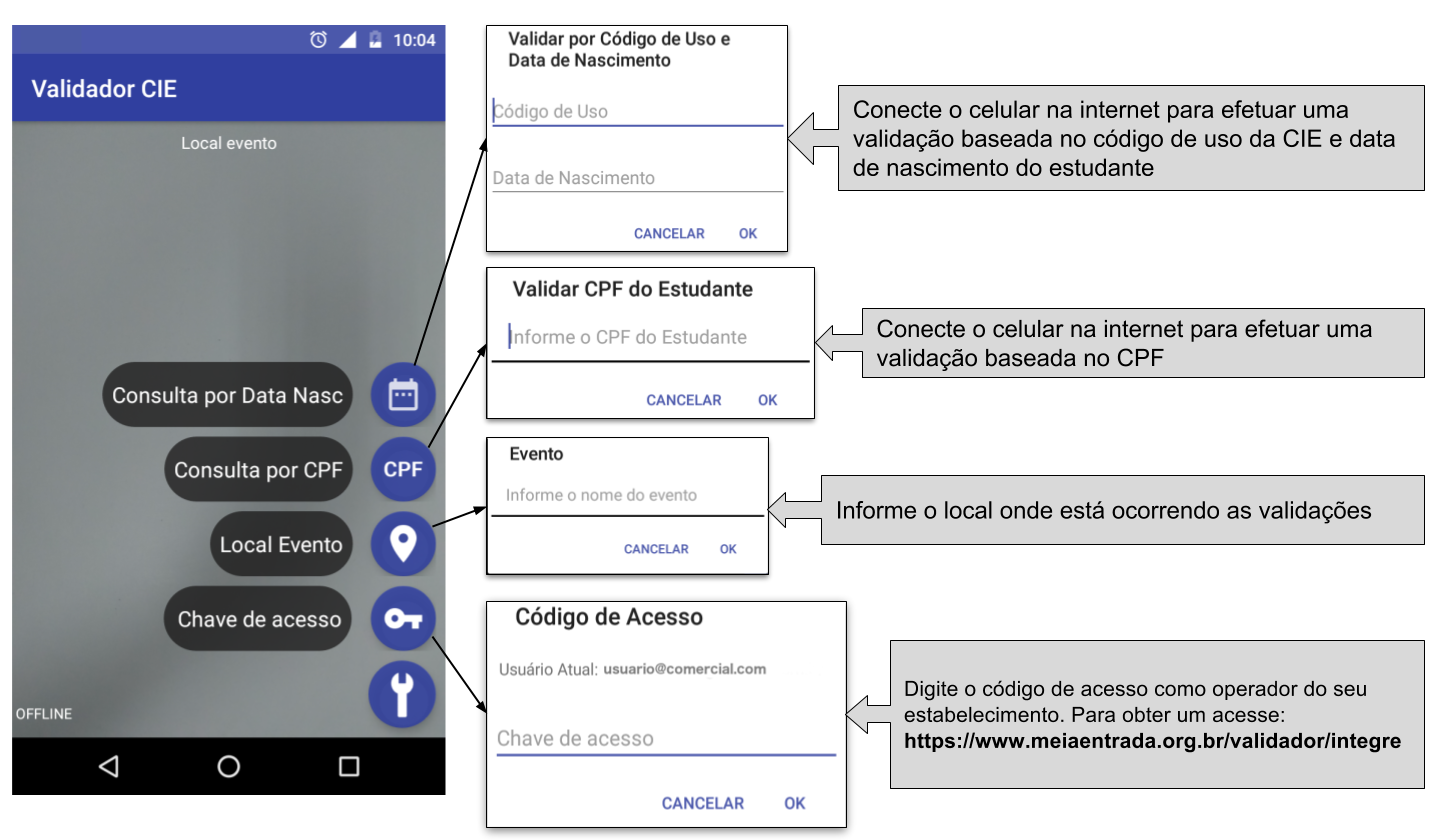 10:04
Validador CIE
Local evento
Consulta por Data Nasc
Consulta por CPF
CPF
Local Evento
Chave de acesso
OFFLINE
Validar por Código de Uso e
Data de Nascimento
Código de Uso
Data de Nascimento
CANCELAR OK
Conecte o celular na internet para efetuar uma
validação baseada no código de uso da CIE e data
de nascimento do estudante
Validar CPF do Estudante
Informe o CPF do Estudante
CANCELAR OK
Conecte o celular na internet para efetuar uma
validação baseada no CPF
Evento
Informe o nome do evento
CANCELAR OK
Informe o local onde está ocorrendo as validações
Código de Acesso
Usuário Atual: usuario@comercial.com
Chave de acesso
CANCELAR OK
Digite o código de acesso como operador do seu
estabelecimento. Para obter um acesse:
https://www.meiaentrada.org.br/validador/integre